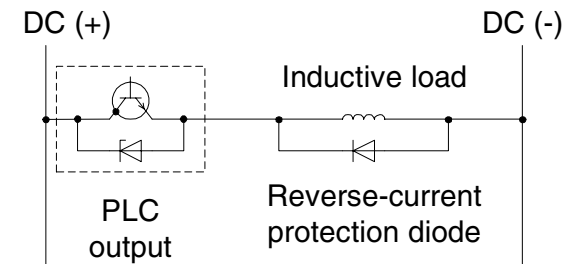 DC (+)
DC (-)
Inductive load
PLC
output
Reverse-current
protection diode